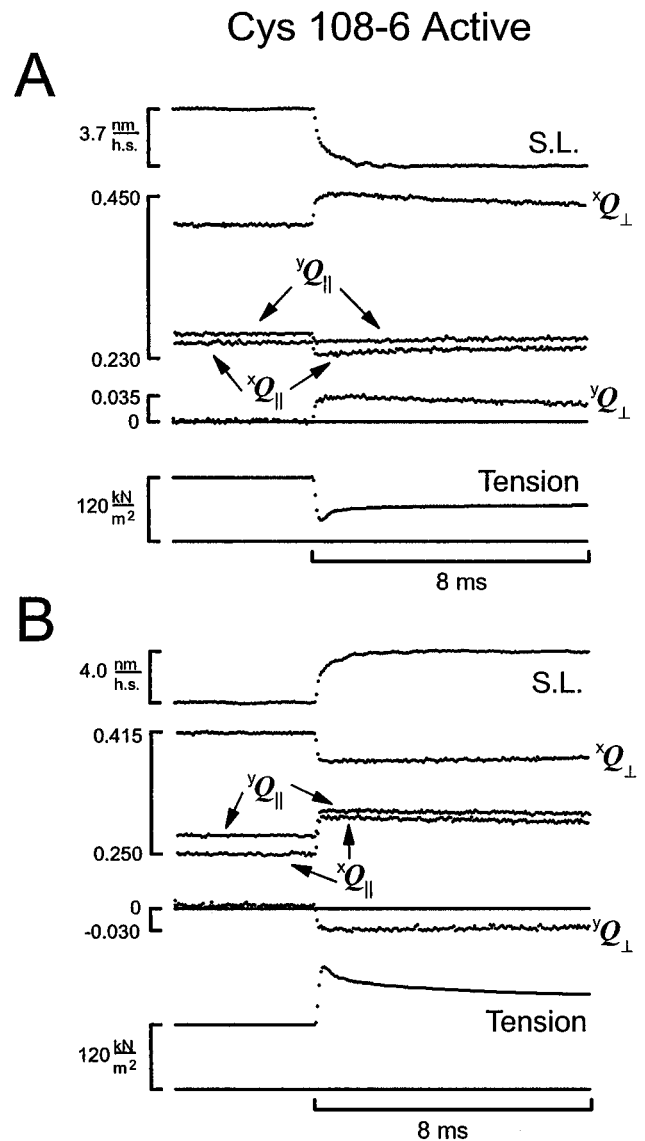 Cys 108-6 Active
A
3.7 nm/h.s.
S.L.
0.450
xQ⊥
yQ||
0.230
xQ||
0.035
yQ⊥
0
120 kN/m2
Tension
8 ms
B
4.0 nm/h.s.
S.L.
0.415
xQ⊥
yQ||
0.250
xQ||
0
-0.030
yQ⊥
120 kN/m2
Tension
8 ms